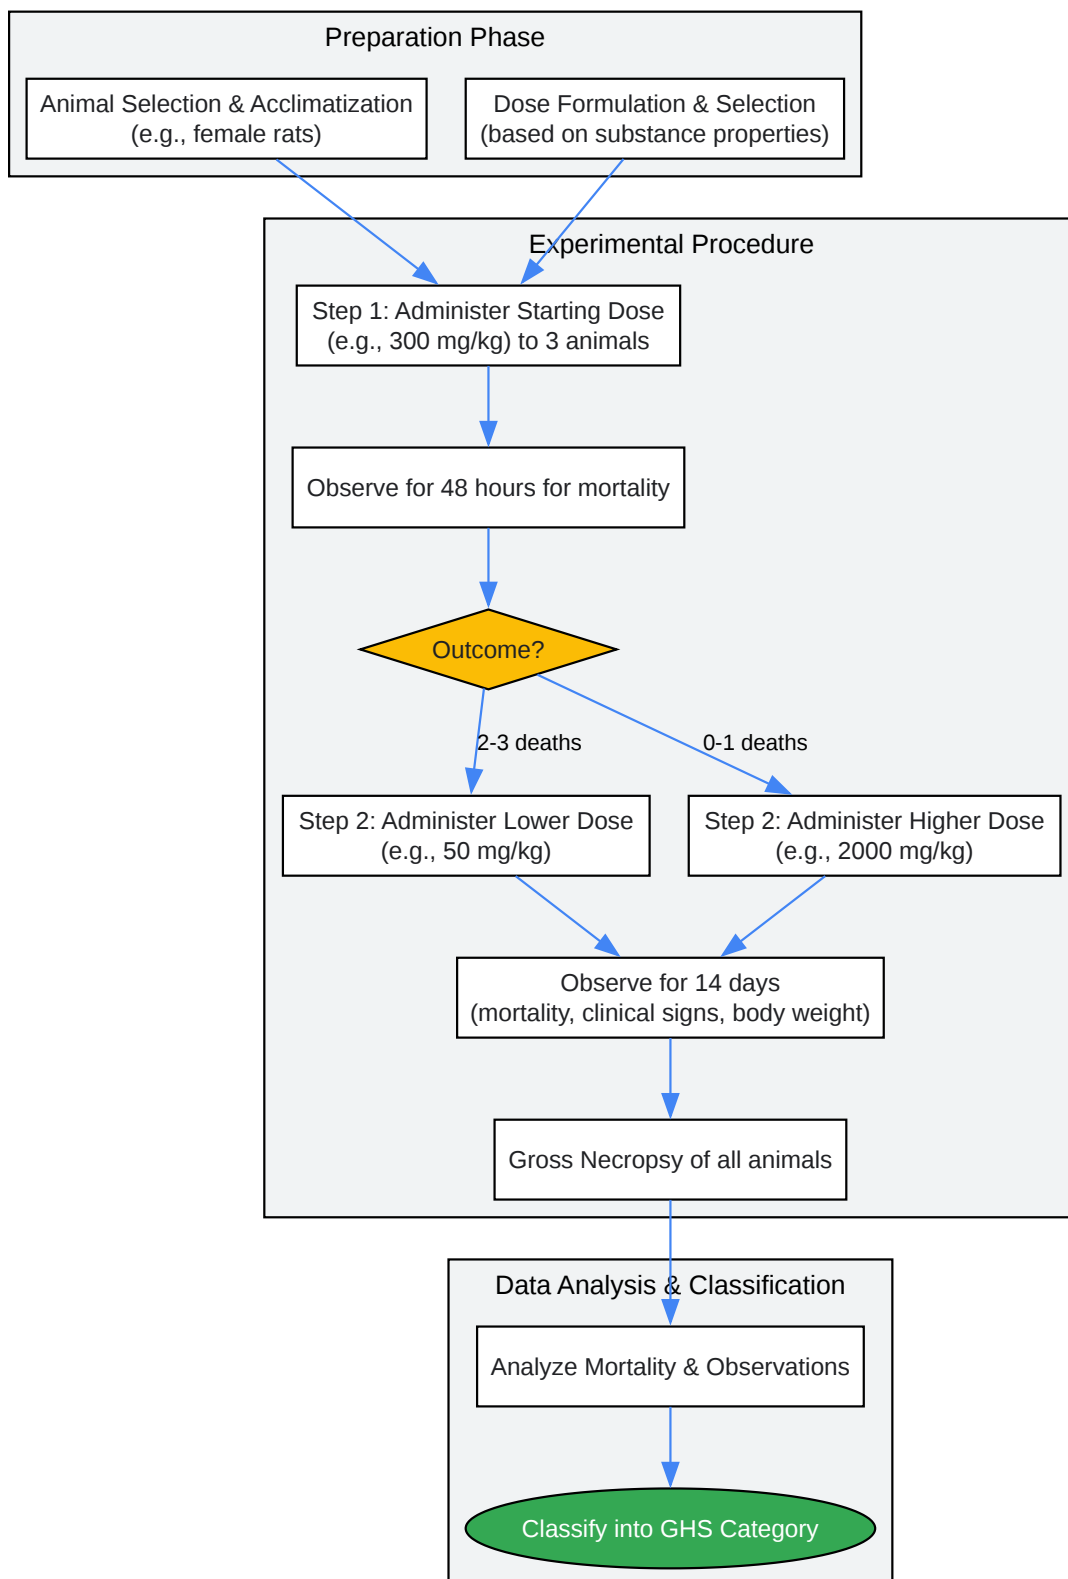 Preparation Phase
Animal Selection & Acclimatization
(e.g., female rats)
Dose Formulation & Selection
(based on substance properties)
Experimental Procedure
Step 1: Administer Starting Dose
(e.g., 300 mg/kg) to 3 animals
Observe for 48 hours for mortality
Outcome?
2-3 deaths
0-1 deaths
Step 2: Administer Lower Dose
(e.g., 50 mg/kg)
Step 2: Administer Higher Dose
(e.g., 2000 mg/kg)
Observe for 14 days
(mortality, clinical signs, body weight)
Gross Necropsy of all animals
Data Analysis & Classification
Analyze Mortality & Observations
Classify into GHS Category